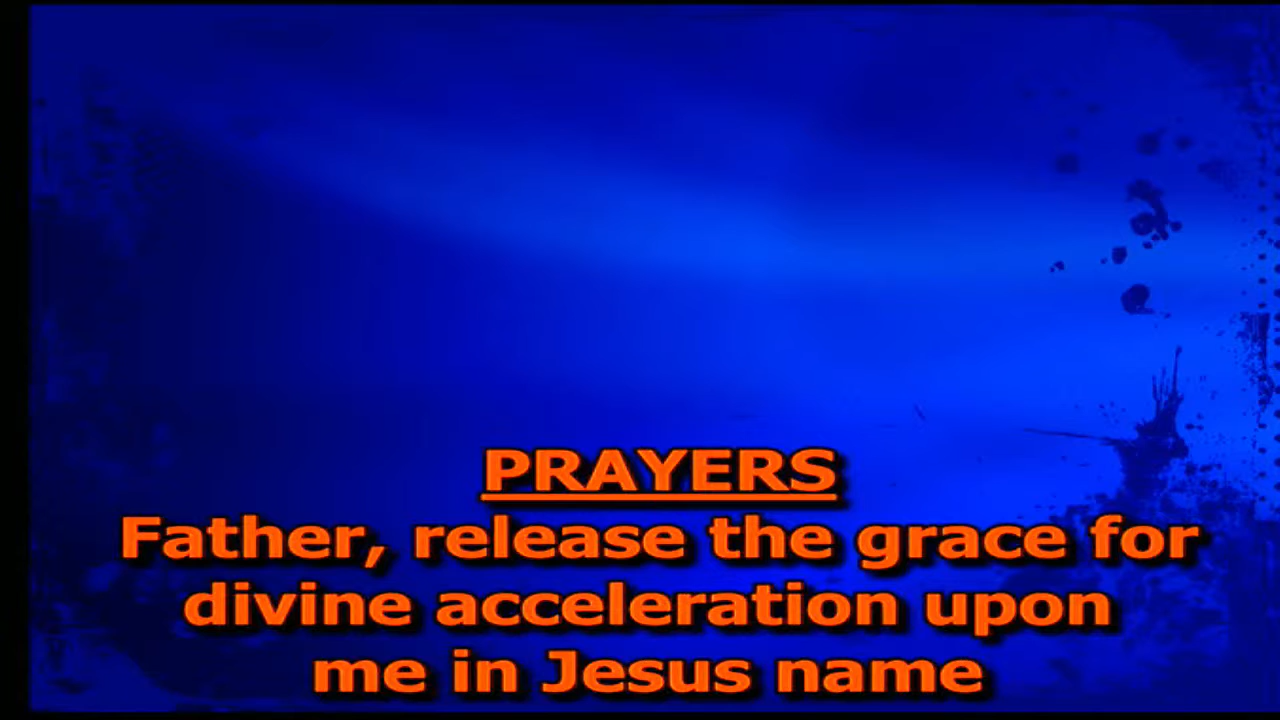 PRAYERS
Father, release the grace for
divine acceleration upon
me in Jesus name